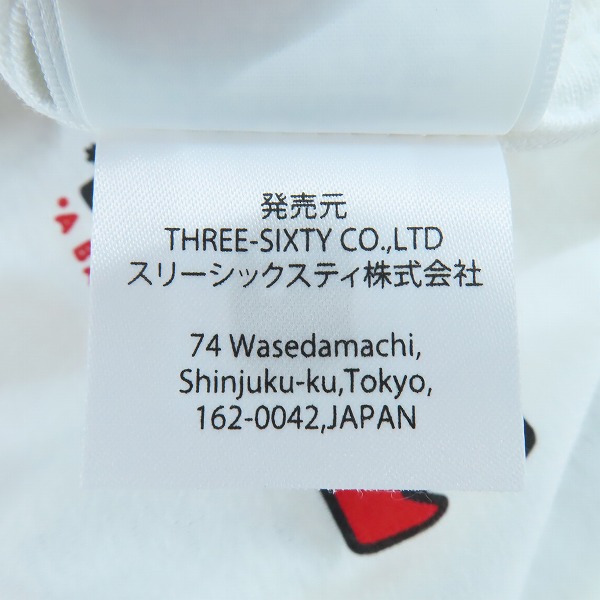 発売元
THREE-SIXTY CO.,LTD
スリーシックスティ株式会社
74 Wasedamachi,
Shinjuku-ku,Tokyo,
162-0042,JAPAN